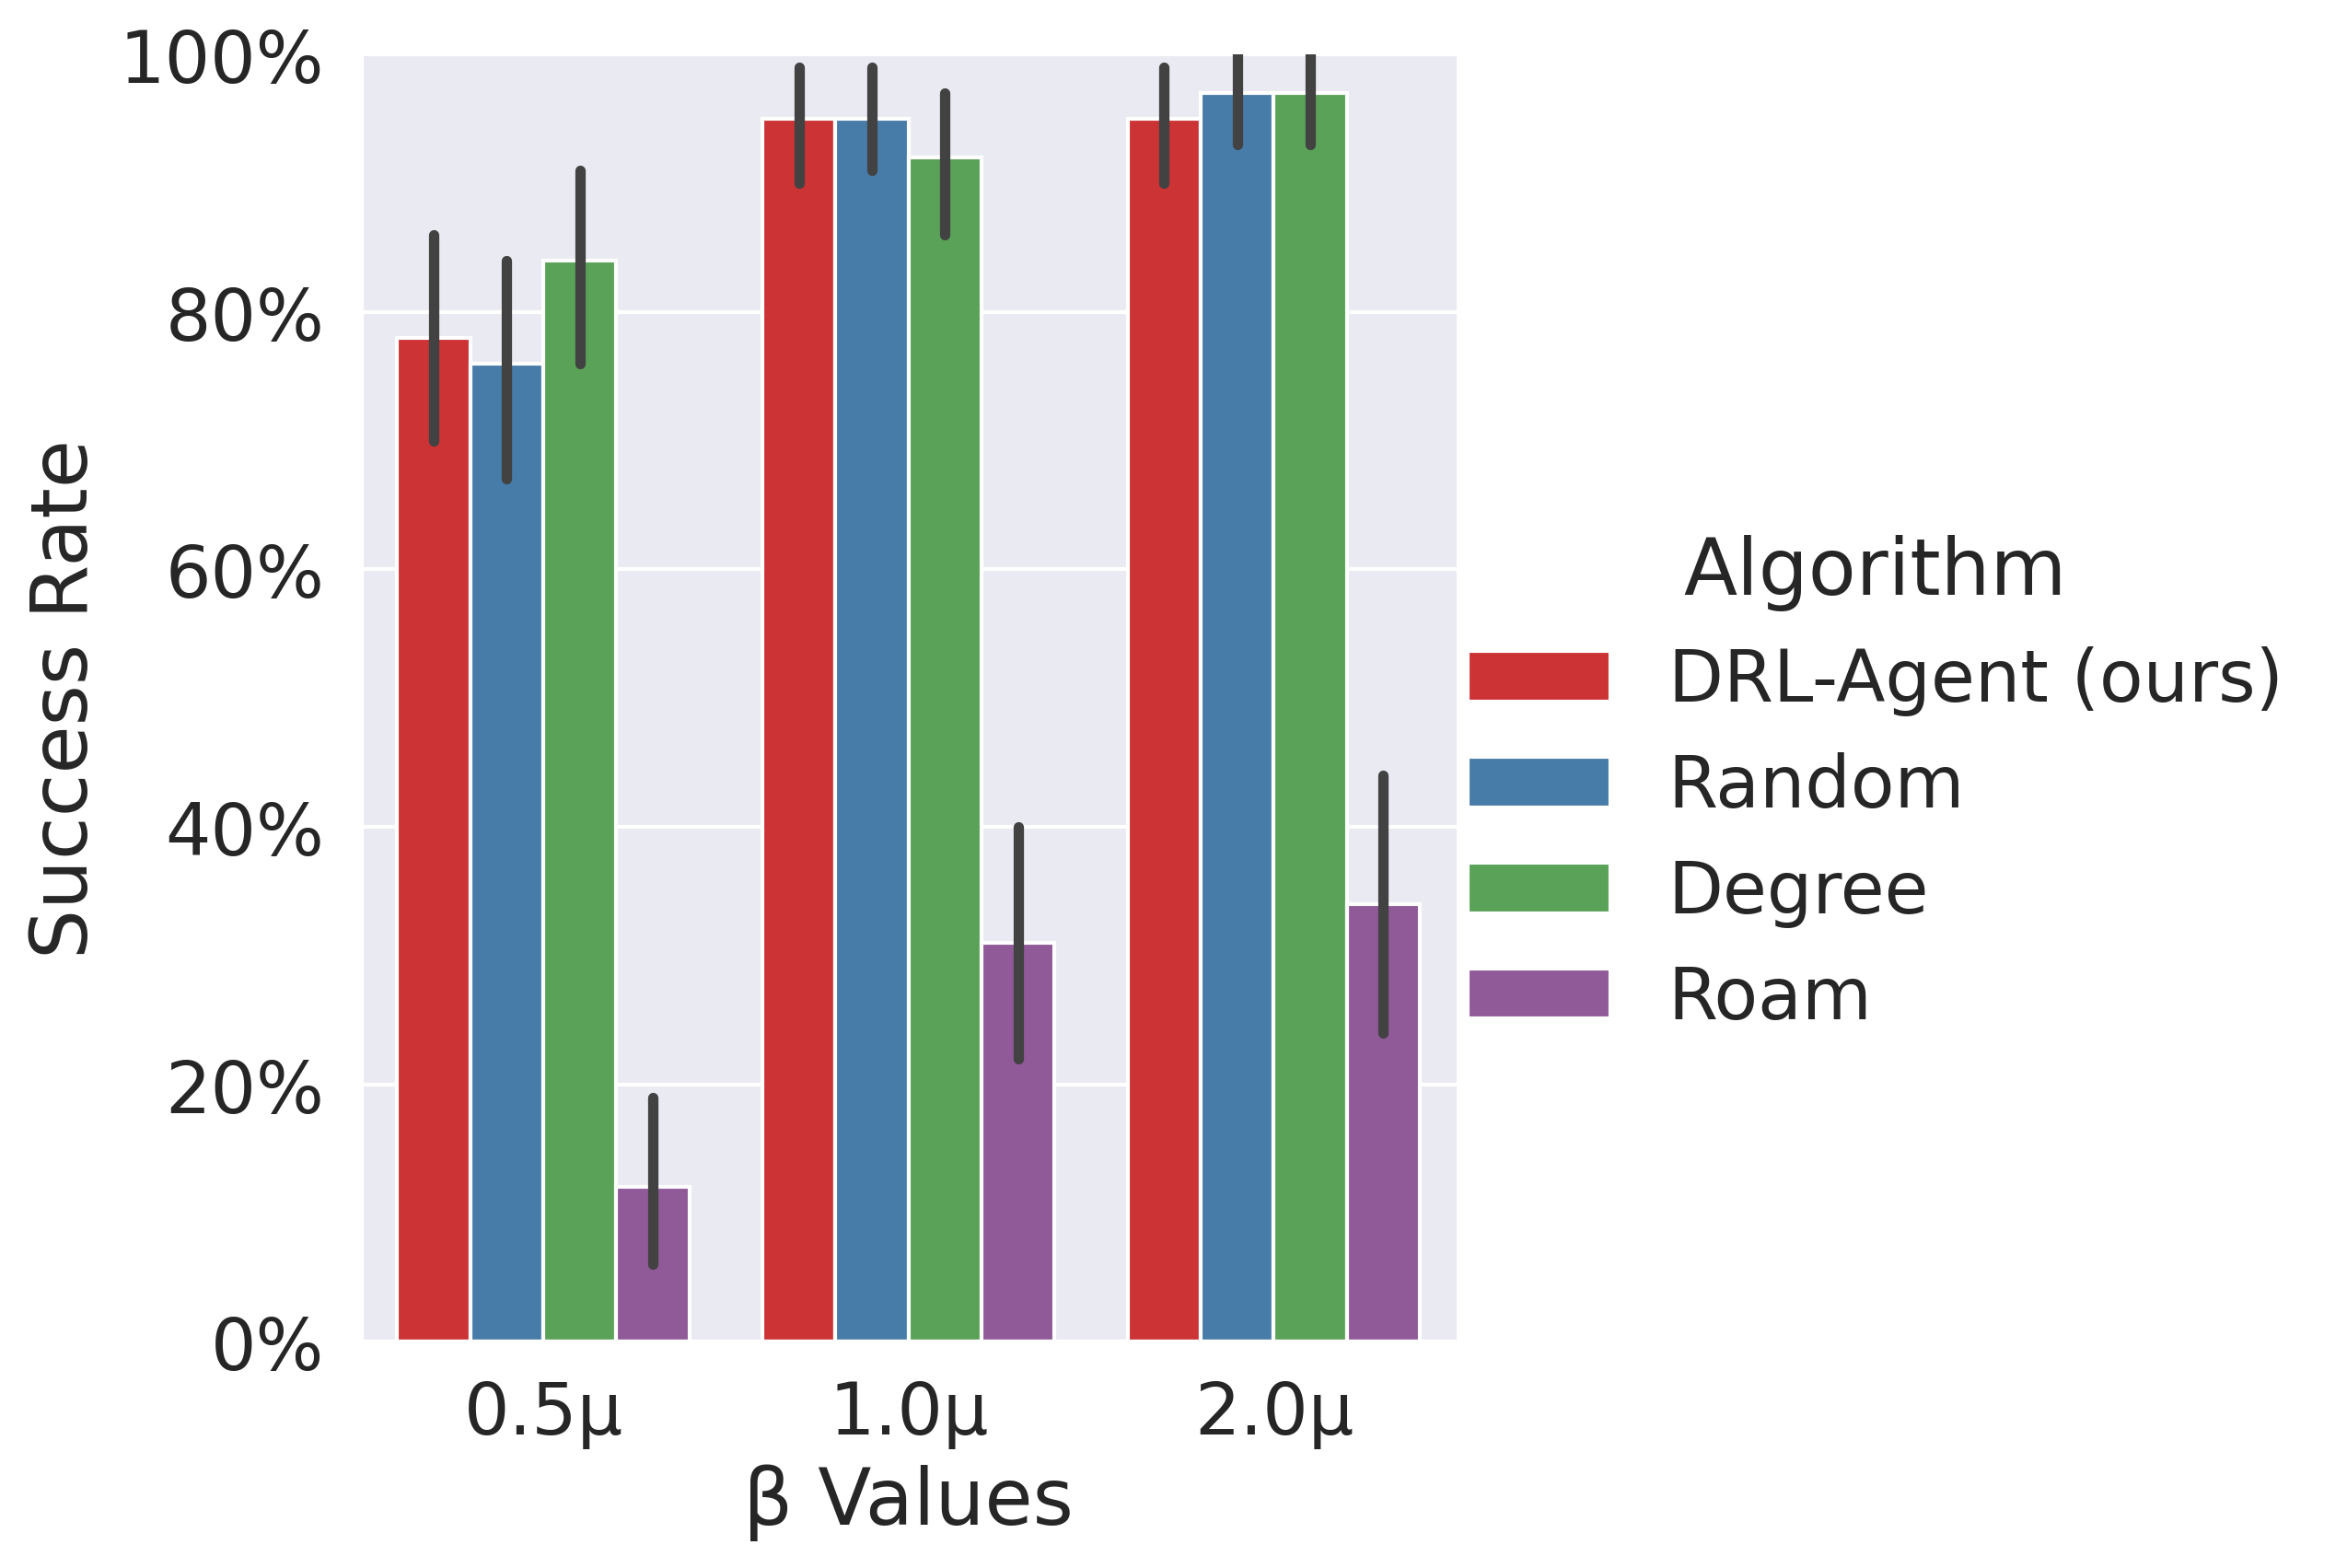 100%
80%
60%
40%
20%
0%
Success Rate
0.5µ 1.0µ 2.0µ
β Values
Algorithm
DRL-Agent (ours)
Random
Degree
Roam